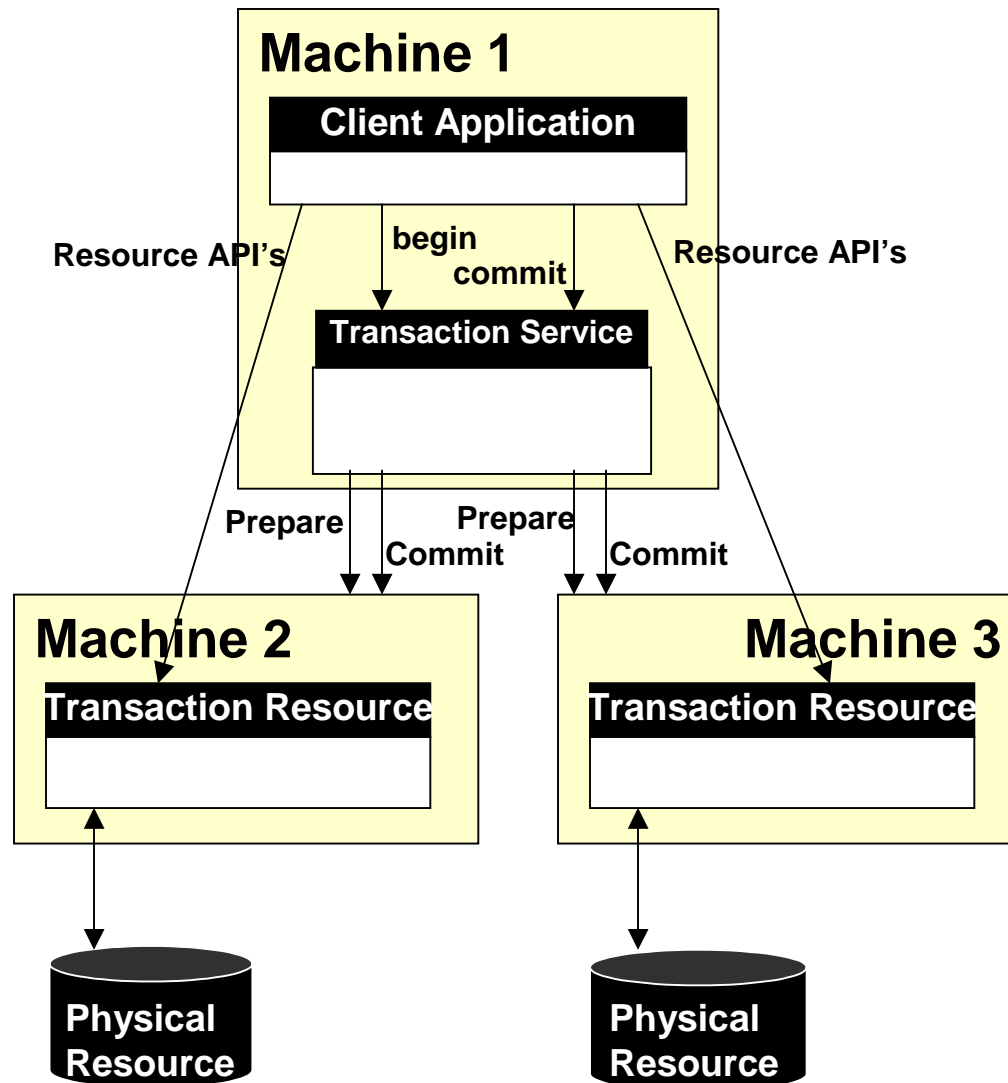 Machine 1
Client Application
Resource API's
begin
commit
Resource API's
Transaction Service
Prepare
Commit
Prepare
Commit
Machine 2
Machine 3
Transaction Resource
Transaction Resource
Physical
Resource
Physical
Resource